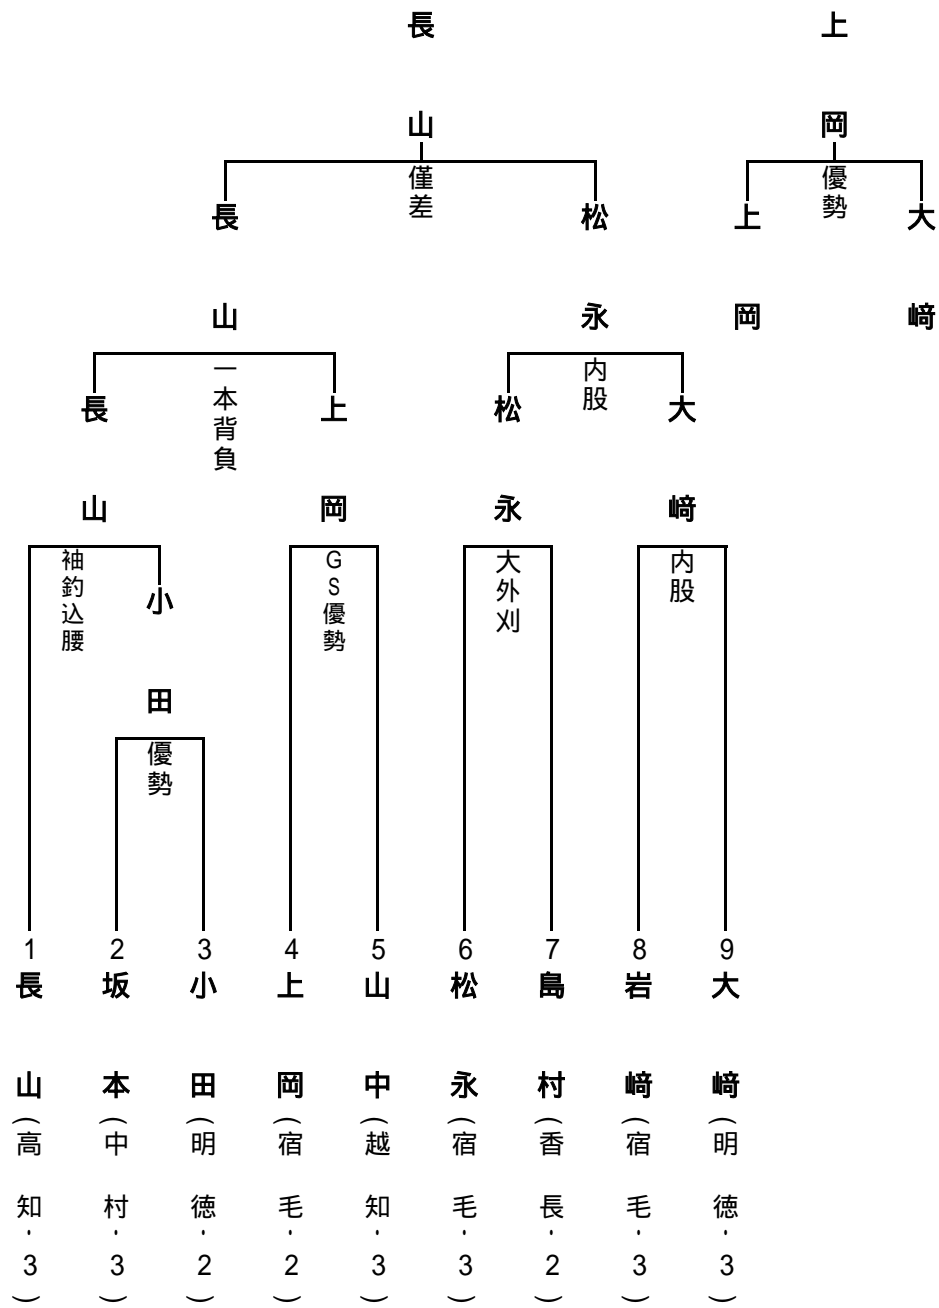 長山
上岡
僅差
優勢
長山
松永
上岡
大﨑
一本背負
内股
長山
上岡
松永
大﨑
袖釣込腰
小田
GS優勢
大外刈
内股
優勢
1 長山(高知・3)
2 坂本(中村・3)
3 小田(明徳・2)
4 上岡(宿毛・2)
5 山中(越知・3)
6 松永(宿毛・3)
7 島村(香長・2)
8 岩﨑(宿毛・3)
9 大﨑(明徳・3)